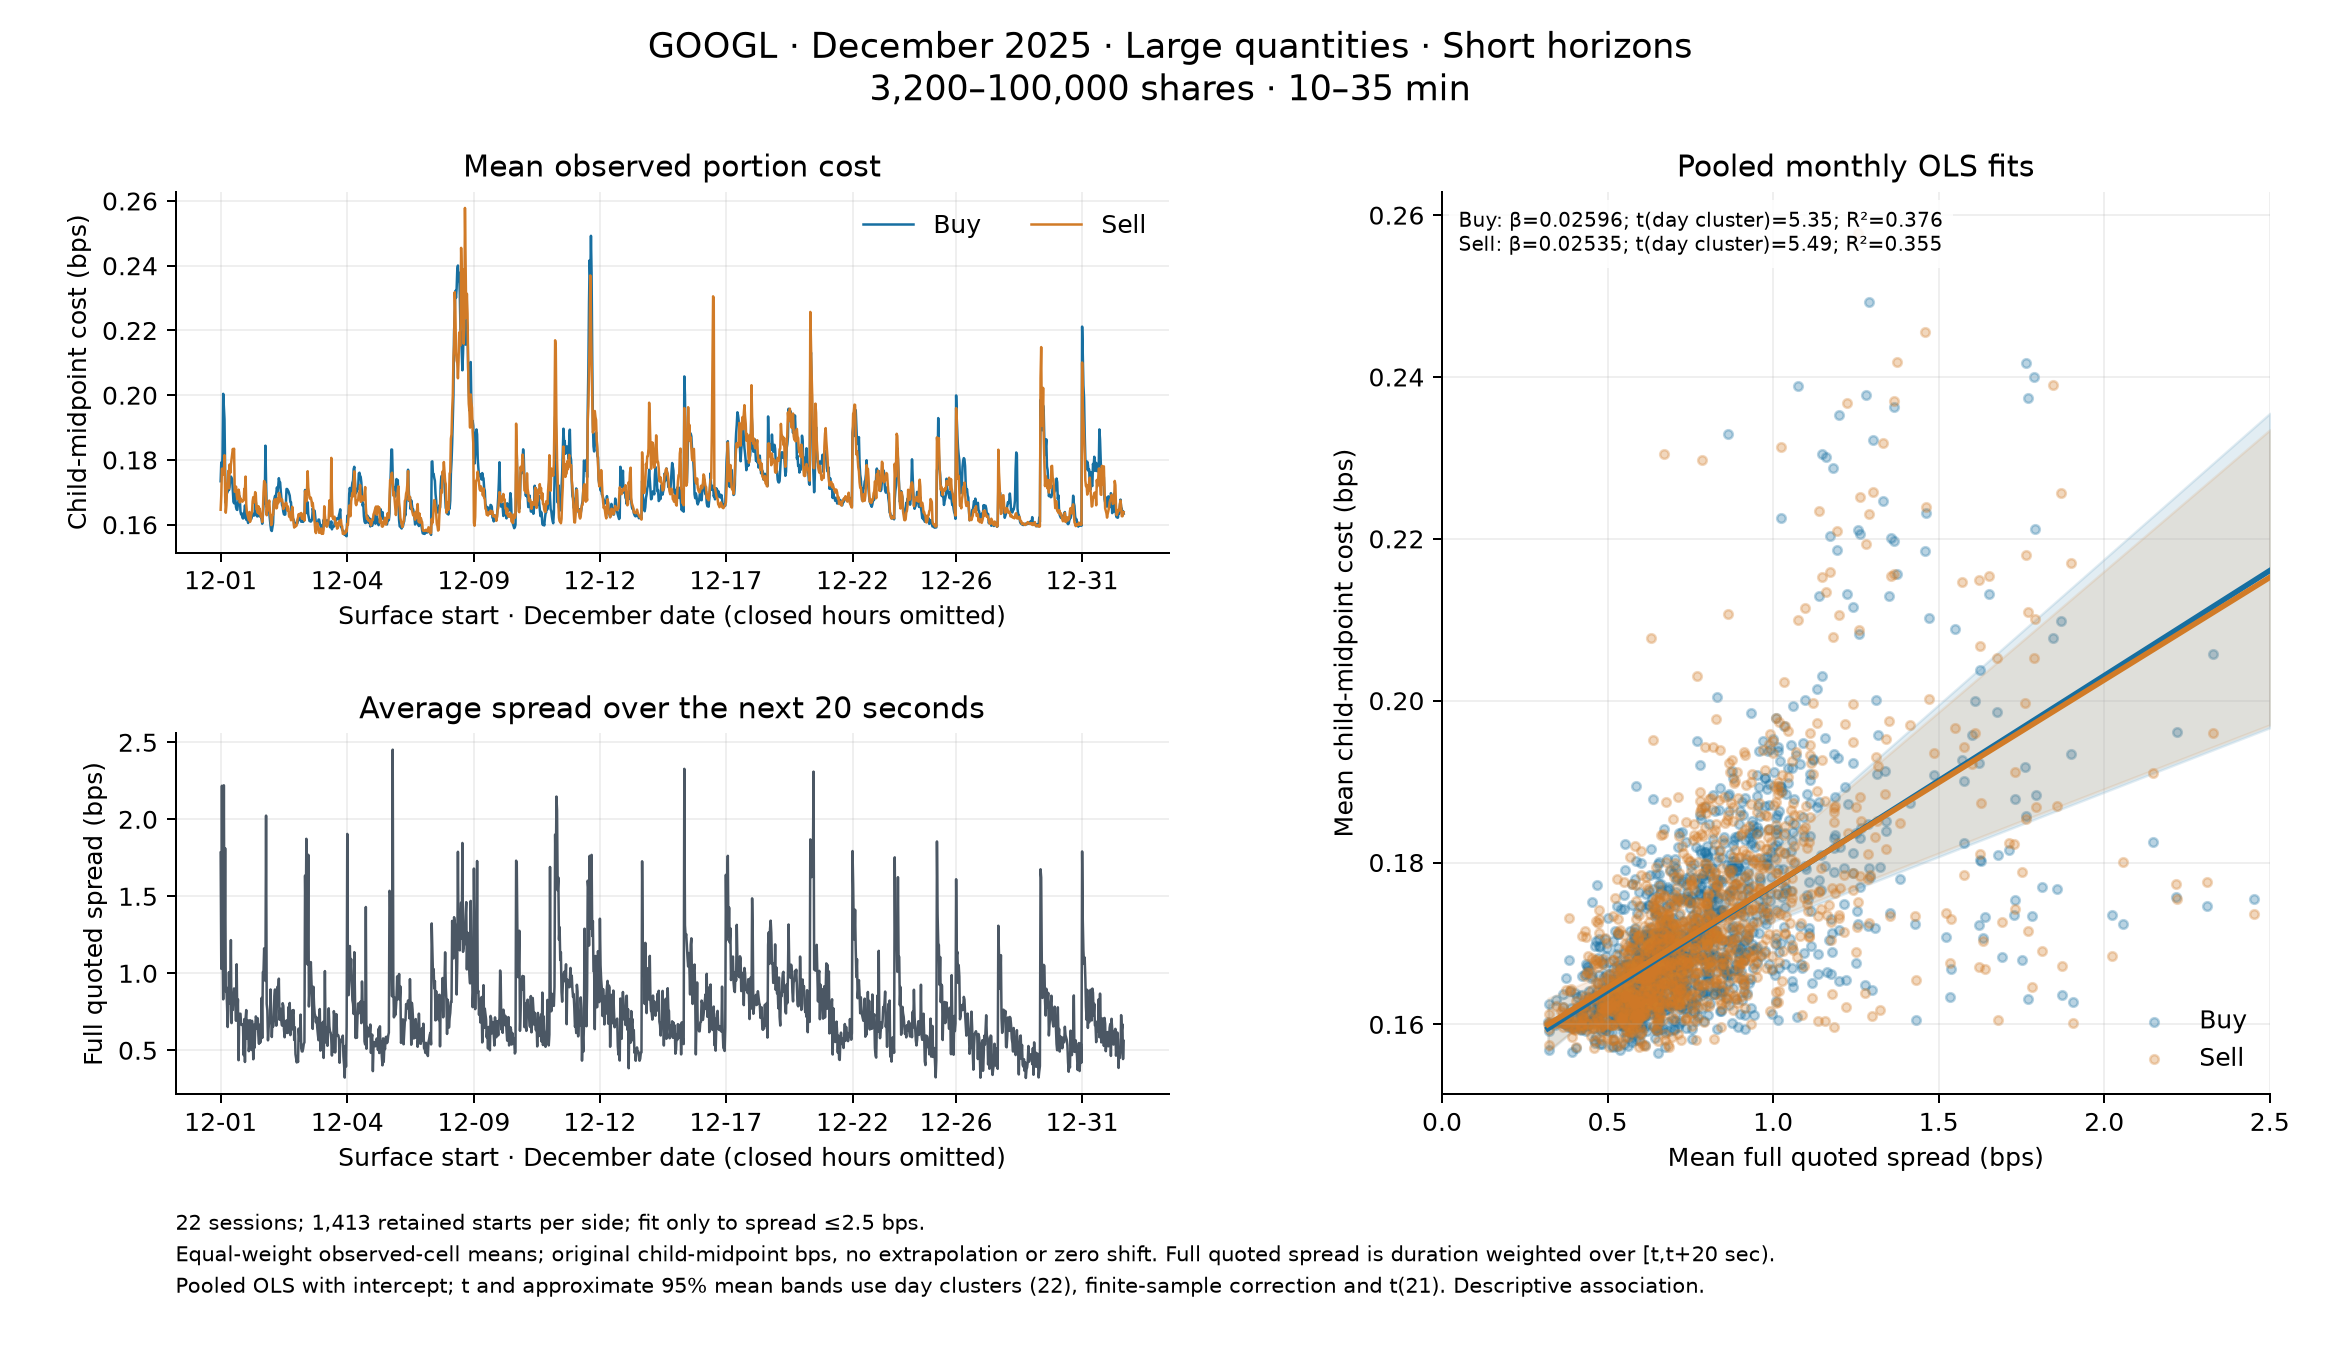 GOOGL · December 2025 · Large quantities · Short horizons
3,200–100,000 shares · 10–35 min
Mean observed portion cost
Child-midpoint cost (bps)
0.26
0.24
0.22
0.20
0.18
0.16
Buy
Sell
12-01
12-04
12-09
12-12
12-17
12-22
12-26
12-31
Surface start · December date (closed hours omitted)
Average spread over the next 20 seconds
Full quoted spread (bps)
2.5
2.0
1.5
1.0
0.5
12-01
12-04
12-09
12-12
12-17
12-22
12-26
12-31
Surface start · December date (closed hours omitted)
Pooled monthly OLS fits
Mean child-midpoint cost (bps)
0.26
0.24
0.22
0.20
0.18
0.16
Buy: β=0.02596; t(day cluster)=5.35; R²=0.376
Sell: β=0.02535; t(day cluster)=5.49; R²=0.355
Buy
Sell
0.0
0.5
1.0
1.5
2.0
2.5
Mean full quoted spread (bps)
22 sessions; 1,413 retained starts per side; fit only to spread ≤2.5 bps.
Equal-weight observed-cell means; original child-midpoint bps, no extrapolation or zero shift. Full quoted spread is duration weighted over [t,t+20 sec).
Pooled OLS with intercept; t and approximate 95% mean bands use day clusters (22), finite-sample correction and t(21). Descriptive association.